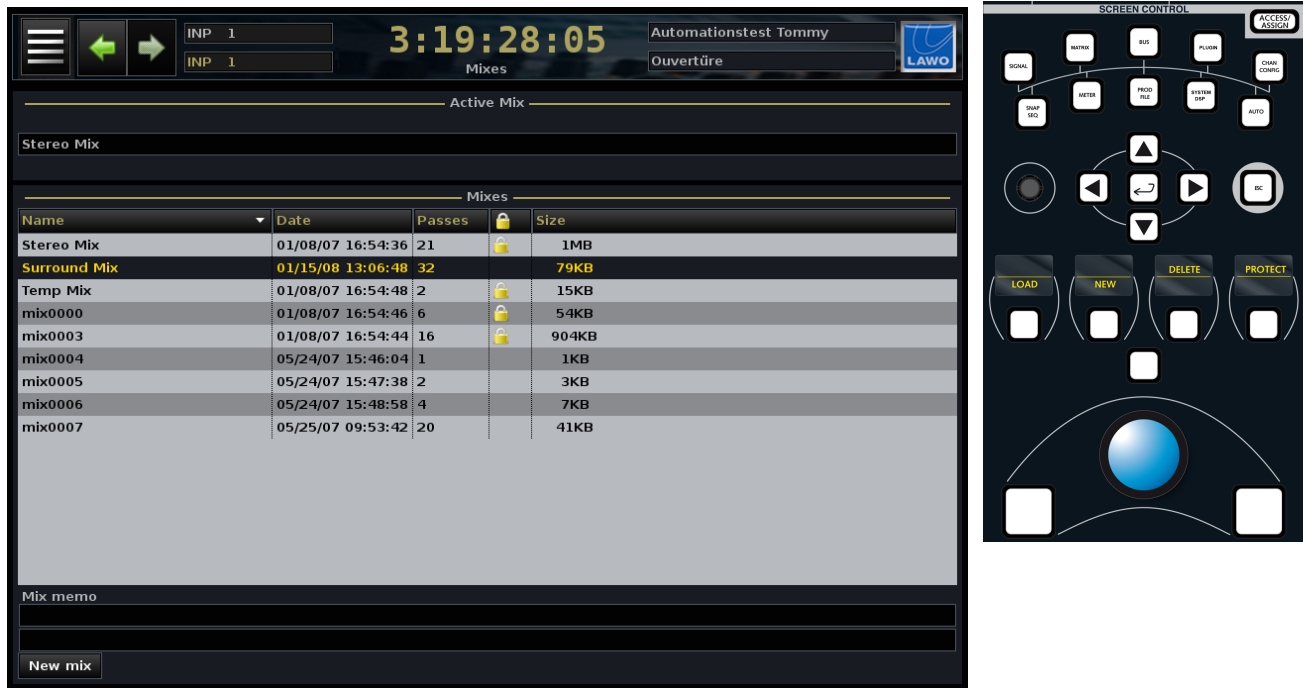 INP 1
INP 1
3:19:28:05
Mixes
Automationstest Tommy
Ouvertüre
LAWO
Active Mix
Stereo Mix
Mixes
Name Date Passes Size
Stereo Mix 01/08/07 16:54:36 21 1MB
Surround Mix 01/15/08 13:06:48 32 79KB
Temp Mix 01/08/07 16:54:48 2 15KB
mix0000 01/08/07 16:54:46 6 54KB
mix0003 01/08/07 16:54:44 16 904KB
mix0004 05/24/07 15:46:04 1 1KB
mix0005 05/24/07 15:47:38 2 3KB
mix0006 05/24/07 15:48:58 4 7KB
mix0007 05/25/07 09:53:42 20 41KB
Mix memo
New mix
SCREEN CONTROL
ACCESS/
ASSIGN
SIGNAL
MATRIX
BUS
PLUGIN
CHAN
CONFIG
SNAP
SEQ
METER
PROD
FILE
SYSTEM
DSP
AUTO
ESC
LOAD
NEW
DELETE
PROTECT